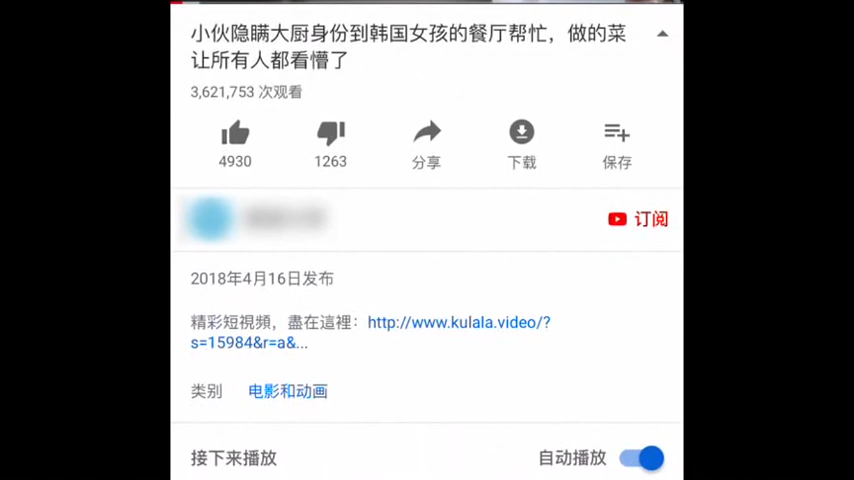 小伙隐瞒大厨身份到韩国女孩的餐厅帮忙，做的菜
让所有人都看懵了
3,621,753 次观看
4930
1263
分享
下载
保存
订阅
2018年4月16日发布
精彩短視頻，盡在這裡：http://www.kulala.video/?
s=15984&r=a&...
类别
电影和动画
接下来播放
自动播放